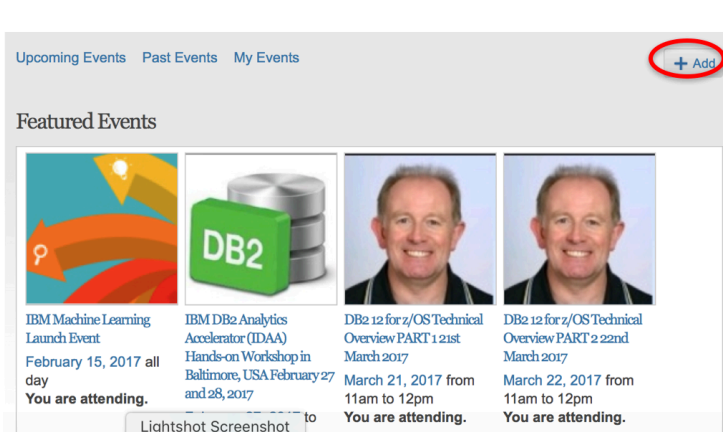 Upcoming Events Past Events My Events
+ Add
Featured Events
DB2
IBM Machine Learning
Launch Event
February 15, 2017 all
day
You are attending.
IBM DB2 Analytics
Accelerator (IDAA)
Hands-on Workshop in
Baltimore, USA February 27
and 28, 2017
February 27, 2017 to
DB2 12 for z/OS Technical
Overview PART 1 21st
March 2017
March 21, 2017 from
11am to 12pm
You are attending.
DB2 12 for z/OS Technical
Overview PART 2 22nd
March 2017
March 22, 2017 from
11am to 12pm
You are attending.
Lightshot Screenshot